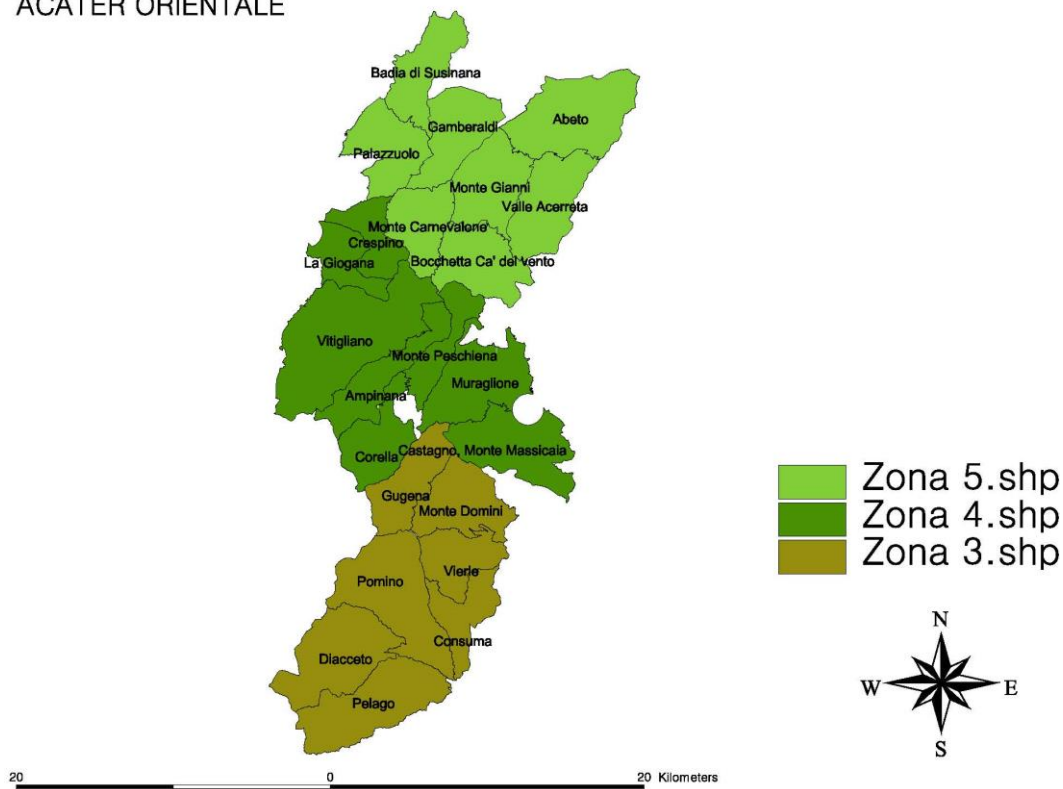 ACATER ORIENTALE
Badia di Susinana
Gamberaldi
Abeto
Palazzuolo
Monte Gianni
Valle Acerreta
Monte Carnevalone
Crespino
La Giogana
Bocchetta Ca' del vento
Vitigliano
Monte Peschiena
Muraglione
Ampinana
Corella
Castagno, Monte Massicaia
Gugena
Monte Domini
Vierle
Pomino
Consuma
Diacceto
Pelago
Zona 5.shp
Zona 4.shp
Zona 3.shp
N
W
E
S
20 0 20 Kilometers